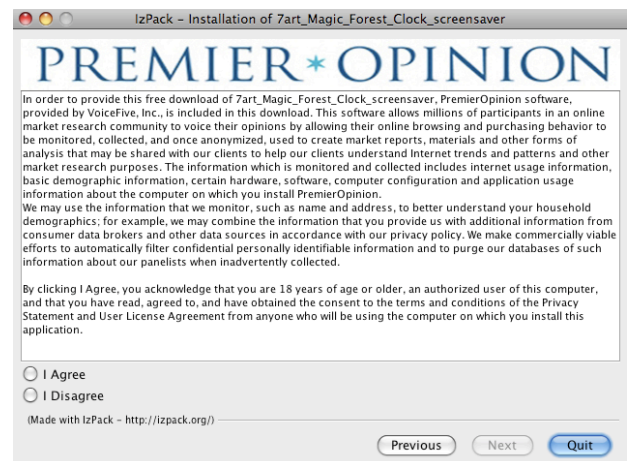 IzPack - Installation of 7art_Magic_Forest_Clock_screensaver
PREMIER OPINION
In order to provide this free download of 7art_Magic_Forest_Clock_screensaver, PremierOpinion software,
provided by VoiceFive, Inc., is included in this download. This software allows millions of participants in an online
market research community to voice their opinions by allowing their online browsing and purchasing behavior to
be monitored, collected, and once anonymized, used to create market reports, materials and other forms of
analysis that may be shared with our clients to help our clients understand Internet trends and patterns and other
market research purposes. The information which is monitored and collected includes internet usage information,
basic demographic information, certain hardware, software, computer configuration and application usage
information about the computer on which you install PremierOpinion.
We may use the information that we monitor, such as name and address, to better understand your household
demographics; for example, we may combine the information that you provide us with additional information from
consumer data brokers and other data sources in accordance with our privacy policy. We make commercially viable
efforts to automatically filter confidential personally identifiable information and to purge our databases of such
information about our panelists when inadvertently collected.
By clicking I Agree, you acknowledge that you are 18 years of age or older, an authorized user of this computer,
and that you have read, agreed to, and have obtained the consent to the terms and conditions of the Privacy
Statement and User License Agreement from anyone who will be using the computer on which you install this
application.
I Agree
I Disagree
(Made with IzPack - http://izpack.org/)
Previous Next Quit